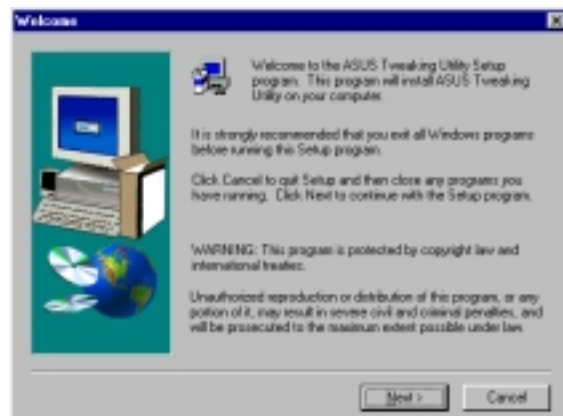 Welcome
Welcome to the ASUS Tweaking Utility Setup
program. This program will install ASUS Tweaking
Utility on your computer.
It is strongly recommended that you exit all Windows programs
before running this Setup program.
Click Cancel to quit Setup and then close any programs you
have running. Click Next to continue with the Setup program.
WARNING: This program is protected by copyright law and
international treaties.
Unauthorized reproduction or distribution of this program, or any
portion of it, may result in severe civil and criminal penalties, and
will be prosecuted to the maximum extent possible under law.
Next >
Cancel